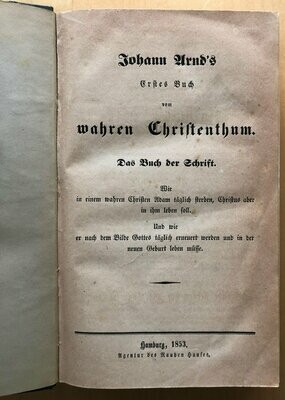 Johann Arnd's
Erstes Buch
vom
wahren Christenthum.
Das Buch der Schrift.
Wie
in einem wahren Christen Adam täglich sterben, Christus aber
in ihm leben soll.
Und wie
er nach dem Bilde Gottes täglich erneuert werden und in der
neuen Geburt leben müsse.
Hamburg, 1853.
Agentur des Rauhen Hauses.